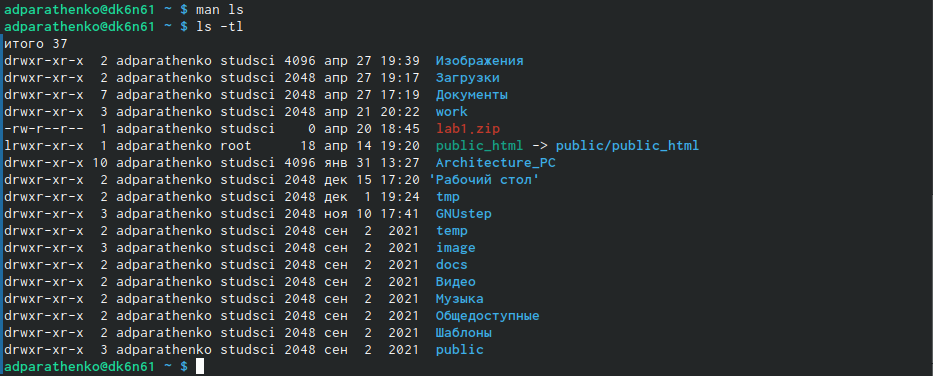 adparathenko@dk6n61 ~ $ man ls
adparathenko@dk6n61 ~ $ ls -tl
итого 37
drwxr-xr-x  2 adparathenko studsci 4096 апр 27 19:39  Изображения
drwxr-xr-x  2 adparathenko studsci 2048 апр 27 19:17  Загрузки
drwxr-xr-x  7 adparathenko studsci 2048 апр 27 17:19  Документы
drwxr-xr-x  3 adparathenko studsci 2048 апр 21 20:22  work
-rw-r--r--  1 adparathenko studsci    0 апр 20 18:45  lab1.zip
lrwxr-xr-x  1 adparathenko root      18 апр 14 19:20  public_html -> public/public_html
drwxr-xr-x 10 adparathenko studsci 4096 янв 31 13:27  Architecture_PC
drwxr-xr-x  2 adparathenko studsci 2048 дек 15 17:20 'Рабочий стол'
drwxr-xr-x  2 adparathenko studsci 2048 дек  1 19:24  tmp
drwxr-xr-x  3 adparathenko studsci 2048 ноя 10 17:41  GNUstep
drwxr-xr-x  2 adparathenko studsci 2048 сен  2  2021  temp
drwxr-xr-x  3 adparathenko studsci 2048 сен  2  2021  image
drwxr-xr-x  2 adparathenko studsci 2048 сен  2  2021  docs
drwxr-xr-x  2 adparathenko studsci 2048 сен  2  2021  Видео
drwxr-xr-x  2 adparathenko studsci 2048 сен  2  2021  Музыка
drwxr-xr-x  2 adparathenko studsci 2048 сен  2  2021  Общедоступные
drwxr-xr-x  2 adparathenko studsci 2048 сен  2  2021  Шаблоны
drwxr-xr-x  3 adparathenko studsci 2048 сен  2  2021  public
adparathenko@dk6n61 ~ $